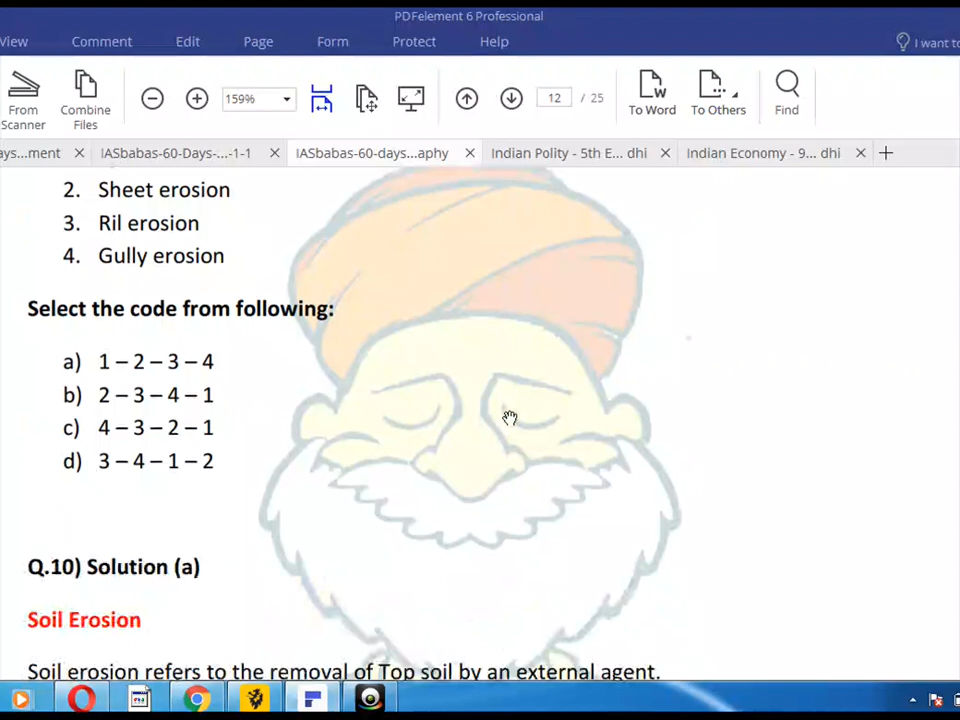 PDFelement 6 Professional
View Comment Edit Page Form Protect Help I want to
From Scanner
Combine Files
159%
12 / 25
To Word
To Others
Find
ays...ment × IASbabas-60-Days-...-1-1 × IASbabas-60-days...aphy × Indian Polity - 5th E... dhi × Indian Economy - 9... dhi × +
2. Sheet erosion
3. Ril erosion
4. Gully erosion
Select the code from following:
a) 1 – 2 – 3 – 4
b) 2 – 3 – 4 – 1
c) 4 – 3 – 2 – 1
d) 3 – 4 – 1 – 2
Q.10) Solution (a)
Soil Erosion
Soil erosion refers to the removal of Top soil by an external agent.